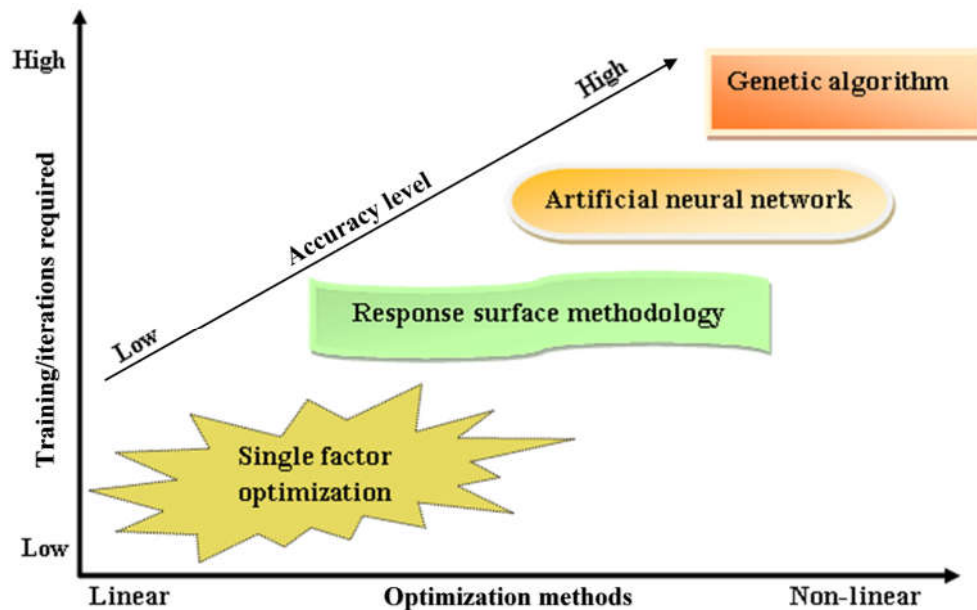 High
Genetic algorithm
High
Artificial neural network
Accuracy level
Training/iterations required
Response surface methodology
Low
Single factor
optimization
Low
Linear
Optimization methods
Non-linear